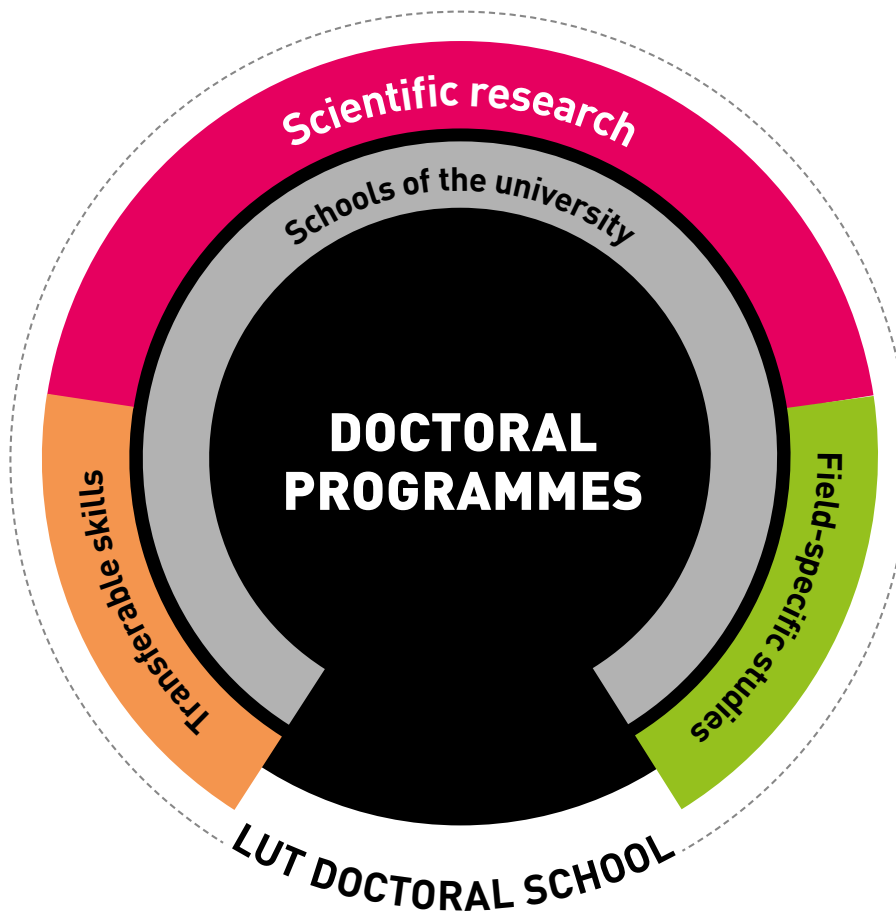 Scientific research
Schools of the university
DOCTORAL
PROGRAMMES
Transferable skills
Field-specific studies
LUT DOCTORAL SCHOOL